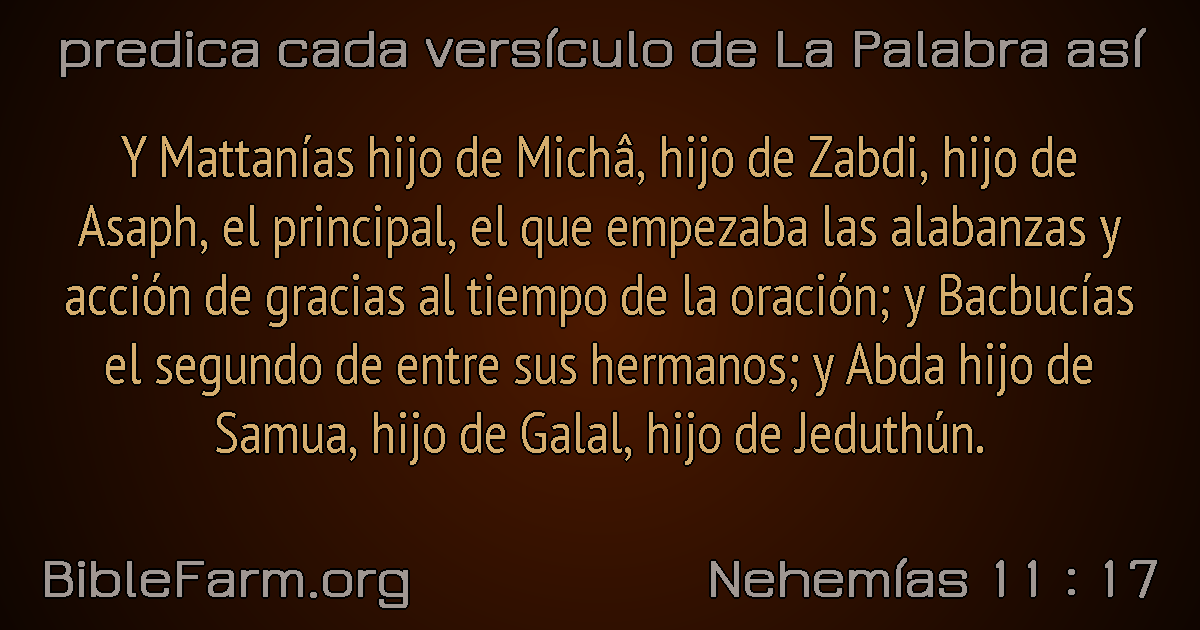 predica cada versículo de La Palabra así
Y Mattanías hijo de Michâ, hijo de Zabdi, hijo de
Asaph, el principal, el que empezaba las alabanzas y
acción de gracias al tiempo de la oración; y Bacbucías
el segundo de entre sus hermanos; y Abda hijo de
Samua, hijo de Galal, hijo de Jeduthún.
BibleFarm.org
Nehemías 11 : 17